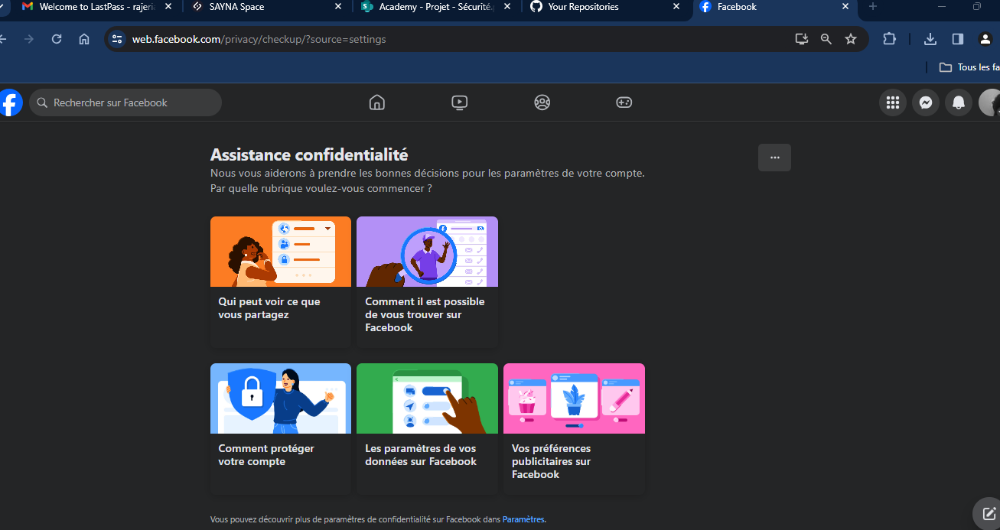 Welcome to LastPass - rajeri
SAYNA Space
Academy - Projet - Sécurité.p
Your Repositories
Facebook
web.facebook.com/privacy/checkup/?source=settings
Tous les fa
Rechercher sur Facebook
Assistance confidentialité
Nous vous aiderons à prendre les bonnes décisions pour les paramètres de votre compte.
Par quelle rubrique voulez-vous commencer ?
Qui peut voir ce que
vous partagez
Comment il est possible
de vous trouver sur
Facebook
Comment protéger
votre compte
Les paramètres de vos
données sur Facebook
Vos préférences
publicitaires sur
Facebook
Vous pouvez découvrir plus de paramètres de confidentialité sur Facebook dans Paramètres.